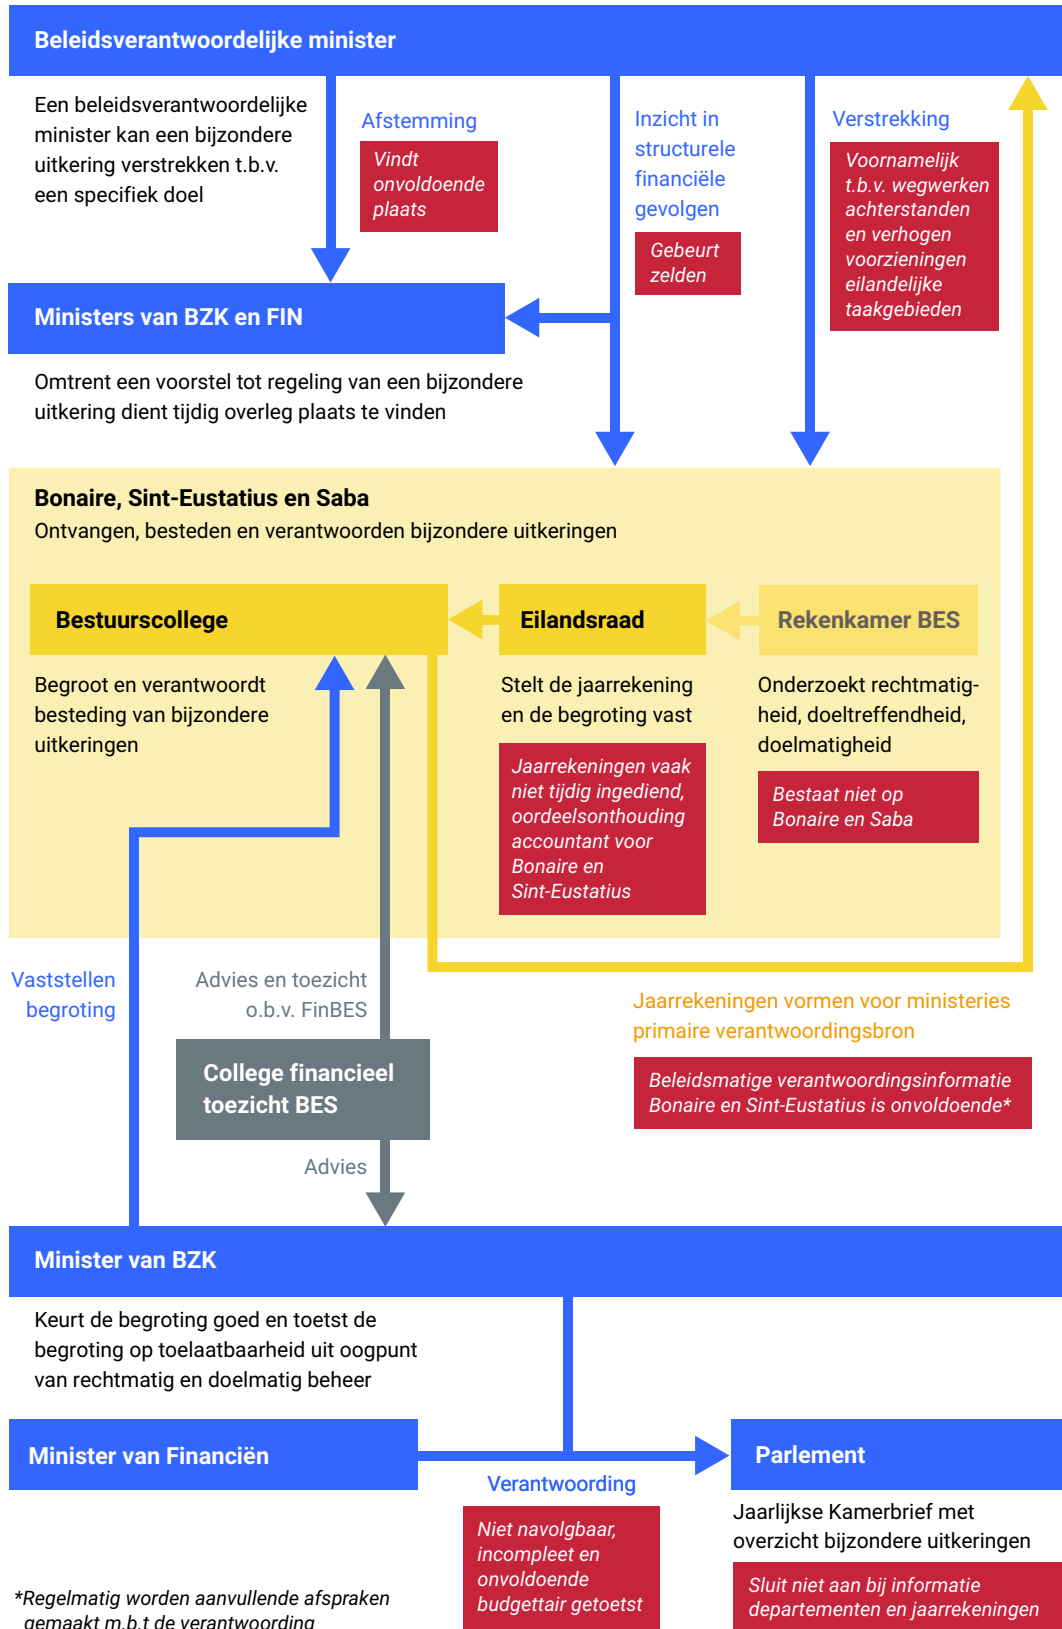 Beleidsverantwoordelijke minister
Een beleidsverantwoordelijke
minister kan een bijzondere
uitkering verstrekken t.b.v.
een specifiek doel
Afstemming
Vindt
onvoldoende
plaats
Inzicht in
structurele
financiële
gevolgen
Gebeurt
zelden
Verstrekking
Voornamelijk
t.b.v. wegwerken
achterstanden
en verhogen
voorzieningen
eilandelijke
taakgebieden
Ministers van BZK en FIN
Omtrent een voorstel tot regeling van een bijzondere
uitkering dient tijdig overleg plaats te vinden
Bonaire, Sint-Eustatius en Saba
Ontvangen, besteden en verantwoorden bijzondere uitkeringen
Bestuurscollege
Begroot en verantwoordt
besteding van bijzondere
uitkeringen
Eilandsraad
Stelt de jaarrekening
en de begroting vast
Jaarrekeningen vaak
niet tijdig ingediend,
oordeelsonthouding
accountant voor
Bonaire en
Sint-Eustatius
Rekenkamer BES
Onderzoekt rechtmatig-
heid, doeltreffendheid,
doelmatigheid
Bestaat niet op
Bonaire en Saba
Vaststellen
begroting
Advies en toezicht
o.b.v. FinBES
Jaarrekeningen vormen voor ministeries
primaire verantwoordingsbron
Beleidsmatige verantwoordingsinformatie
Bonaire en Sint-Eustatius is onvoldoende*
College financieel
toezicht BES
Advies
Minister van BZK
Keurt de begroting goed en toetst de
begroting op toelaatbaarheid uit oogpunt
van rechtmatig en doelmatig beheer
Minister van Financiën
Verantwoording
Niet navolgbaar,
incompleet en
onvoldoende
budgettair getoetst
Parlement
Jaarlijkse Kamerbrief met
overzicht bijzondere uitkeringen
Sluit niet aan bij informatie
departementen en jaarrekeningen
*Regelmatig worden aanvullende afspraken
gemaakt m.b.t de verantwoording